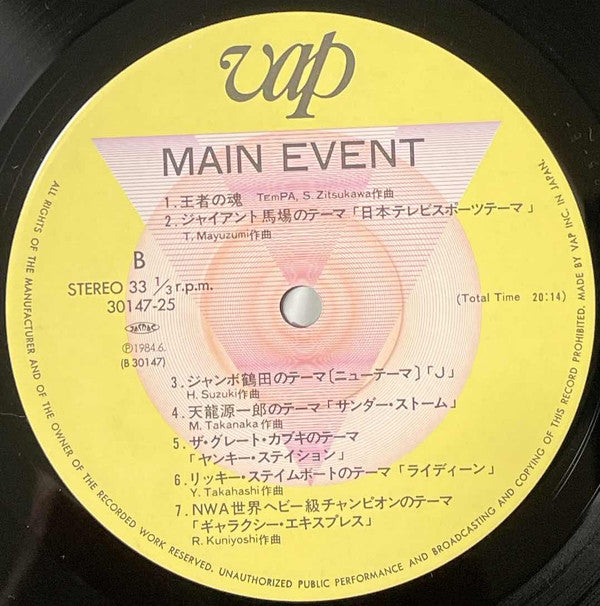 vap
MAIN EVENT
1. 王者の魂 TEMPA, S. Zitsukawa作曲
2. ジャイアント馬場のテーマ「日本テレビスポーツテーマ」
T. Mayuzumi作曲
B
STEREO 33 1/3 r.p.m.
30147-25
(Total Time 20:14)
JASRAC
Ⓟ1984.6.
(B 30147)
3. ジャンボ鶴田のテーマ〔ニューテーマ〕「J」
H. Suzuki作曲
4. 天龍源一郎のテーマ「サンダー・ストーム」
M. Takanaka作曲
5. ザ・グレート・カブキのテーマ
「ヤンキー・ステイション」
6. リッキー・ステイムボートのテーマ「ライディーン」
Y. Takahashi作曲
7. NWA世界ヘビー級チャンピオンのテーマ
「ギャラクシー・エキスプレス」
R. Kuniyoshi作曲
ALL RIGHTS OF THE MANUFACTURER AND OF THE OWNER OF THE RECORDED WORK RESERVED. UNAUTHORIZED PUBLIC PERFORMANCE AND BROADCASTING AND COPYING OF THIS RECORD PROHIBITED. MADE BY VAP INC. IN JAPAN.